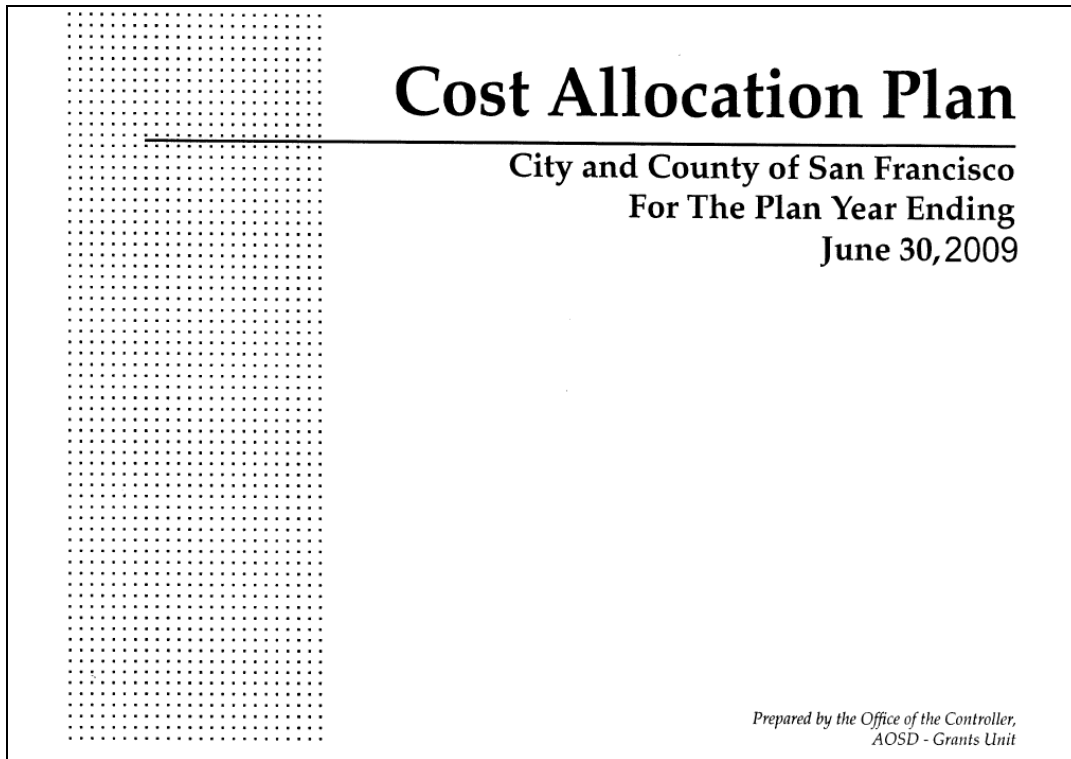 Cost Allocation Plan
City and County of San Francisco
For The Plan Year Ending
June 30, 2009
Prepared by the Office of the Controller,
AOSD - Grants Unit